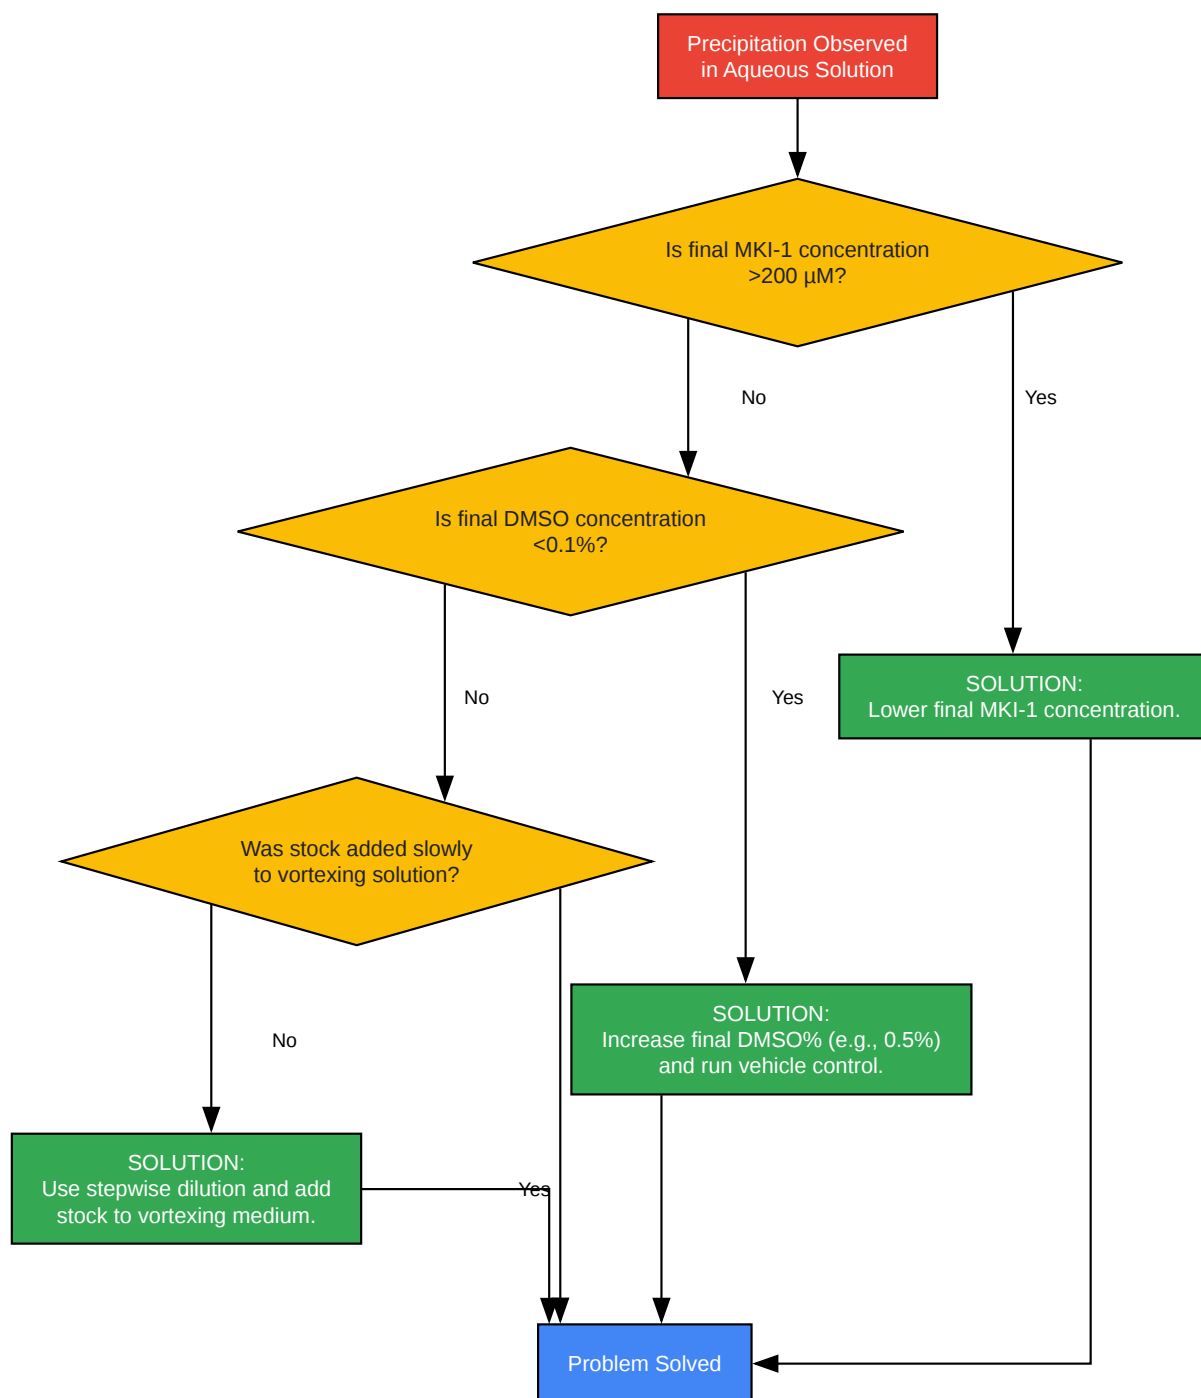 Precipitation Observed
in Aqueous Solution
Is final MKI-1 concentration
>200 µM?
No
Yes
Is final DMSO concentration
<0.1%?
No
Yes
SOLUTION:
Lower final MKI-1 concentration.
Was stock added slowly
to vortexing solution?
No
SOLUTION:
Increase final DMSO% (e.g., 0.5%)
and run vehicle control.
SOLUTION:
Use stepwise dilution and add
stock to vortexing medium.
Yes
Problem Solved